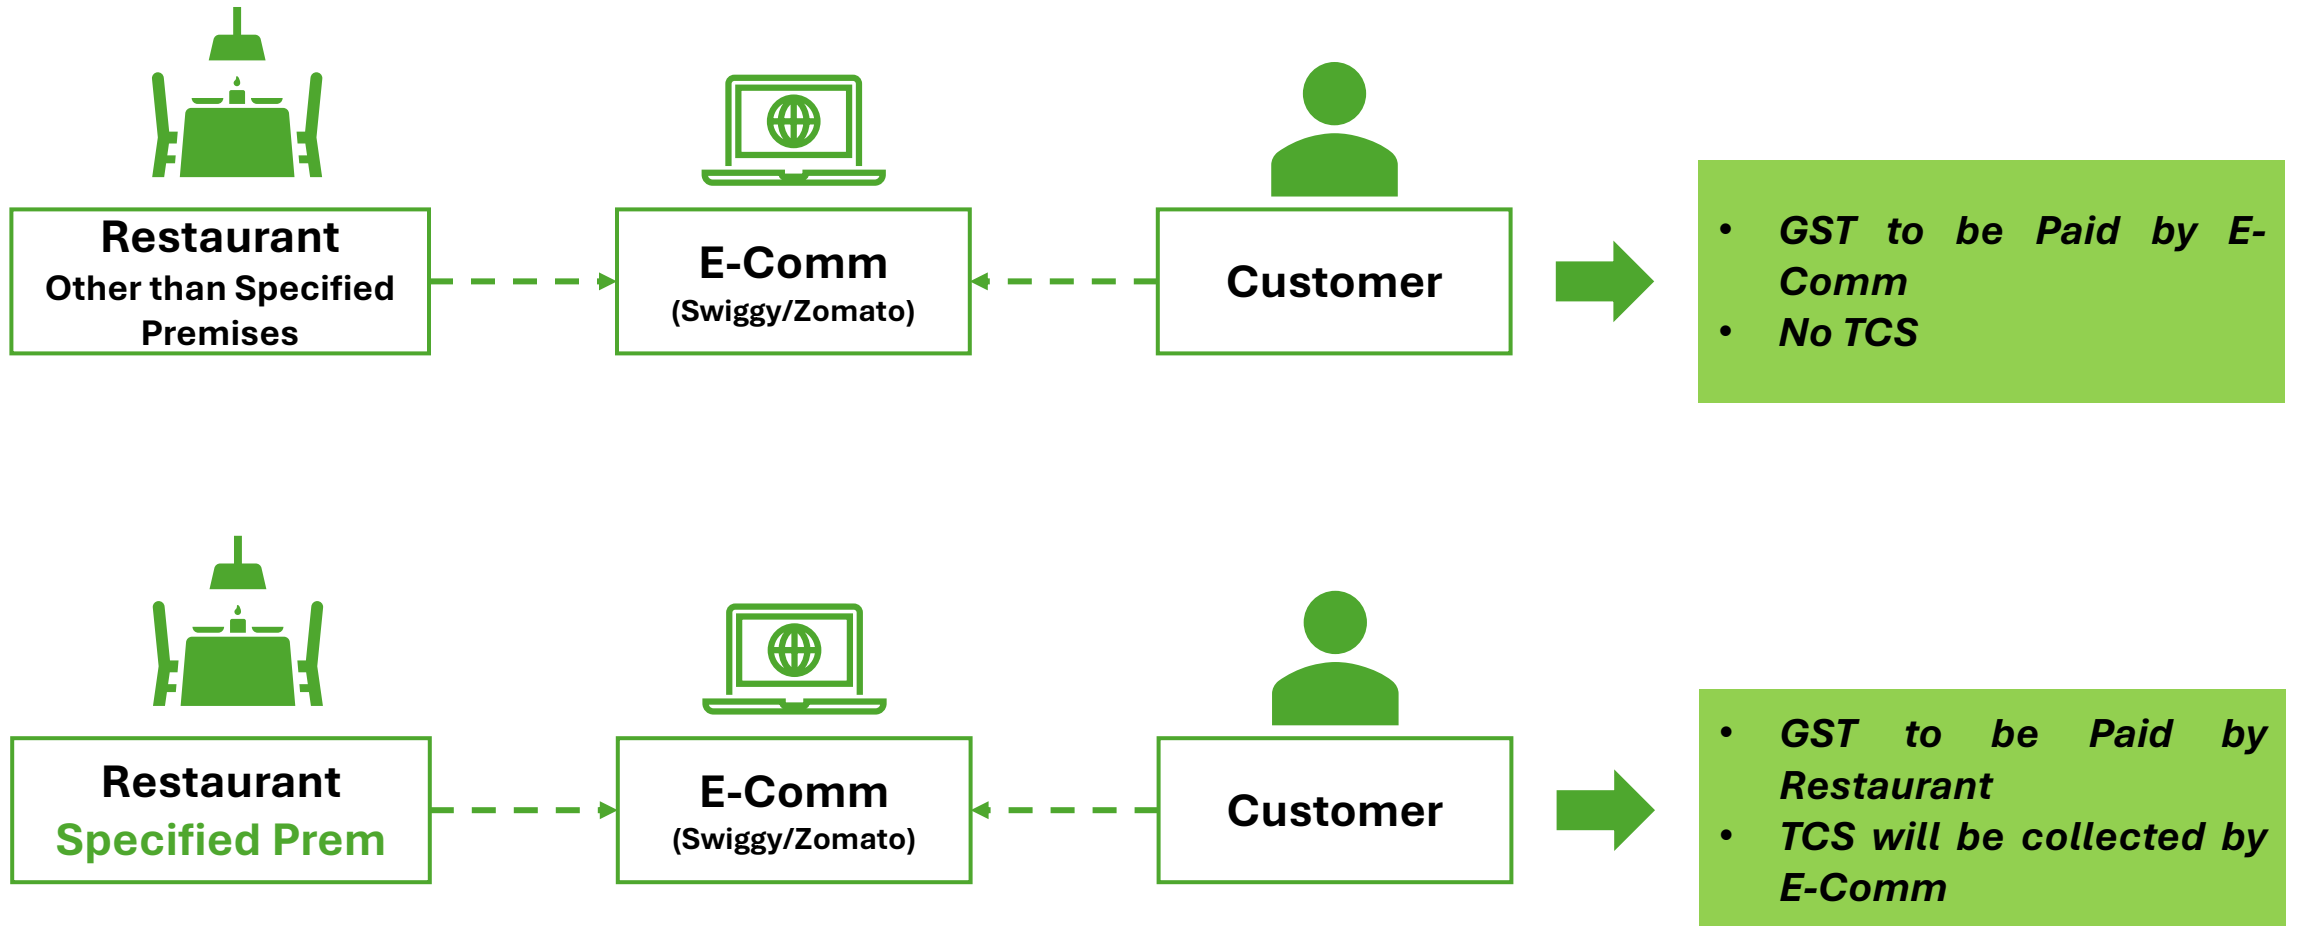 Restaurant
Other than Specified
Premises
E-Comm
(Swiggy/Zomato)
Customer
• GST to be Paid by E-
Comm
• No TCS
Restaurant
Specified Prem
E-Comm
(Swiggy/Zomato)
Customer
• GST to be Paid by
Restaurant
• TCS will be collected by
E-Comm